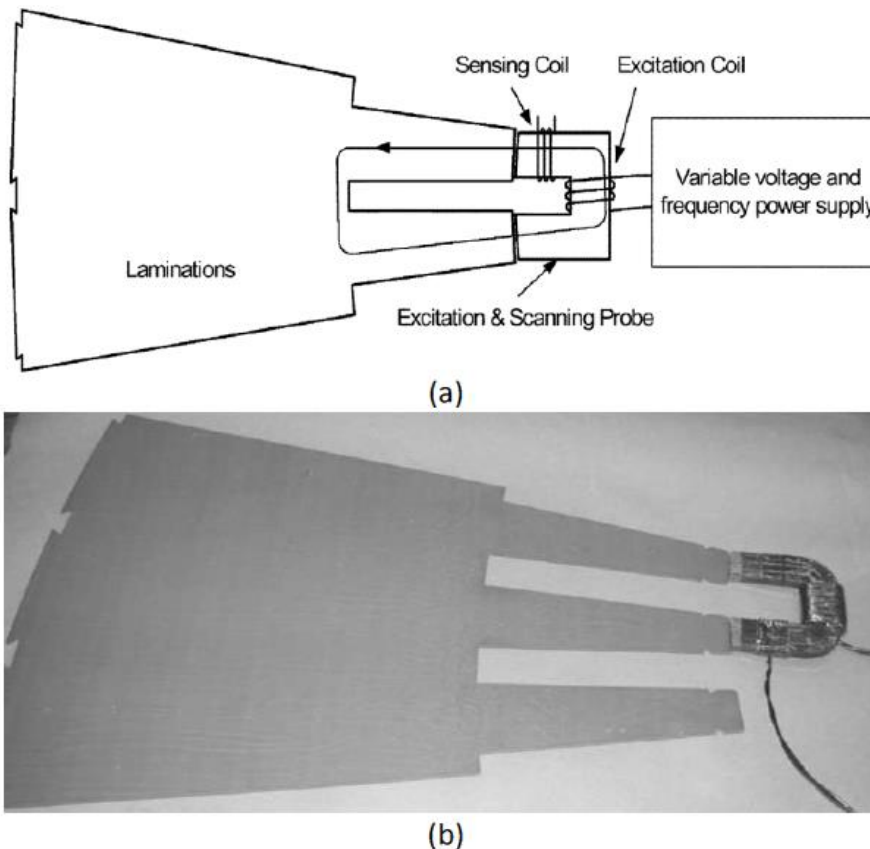 Sensing Coil
Excitation Coil
Variable voltage and
frequency power supply
Laminations
Excitation & Scanning Probe
(a)
(b)